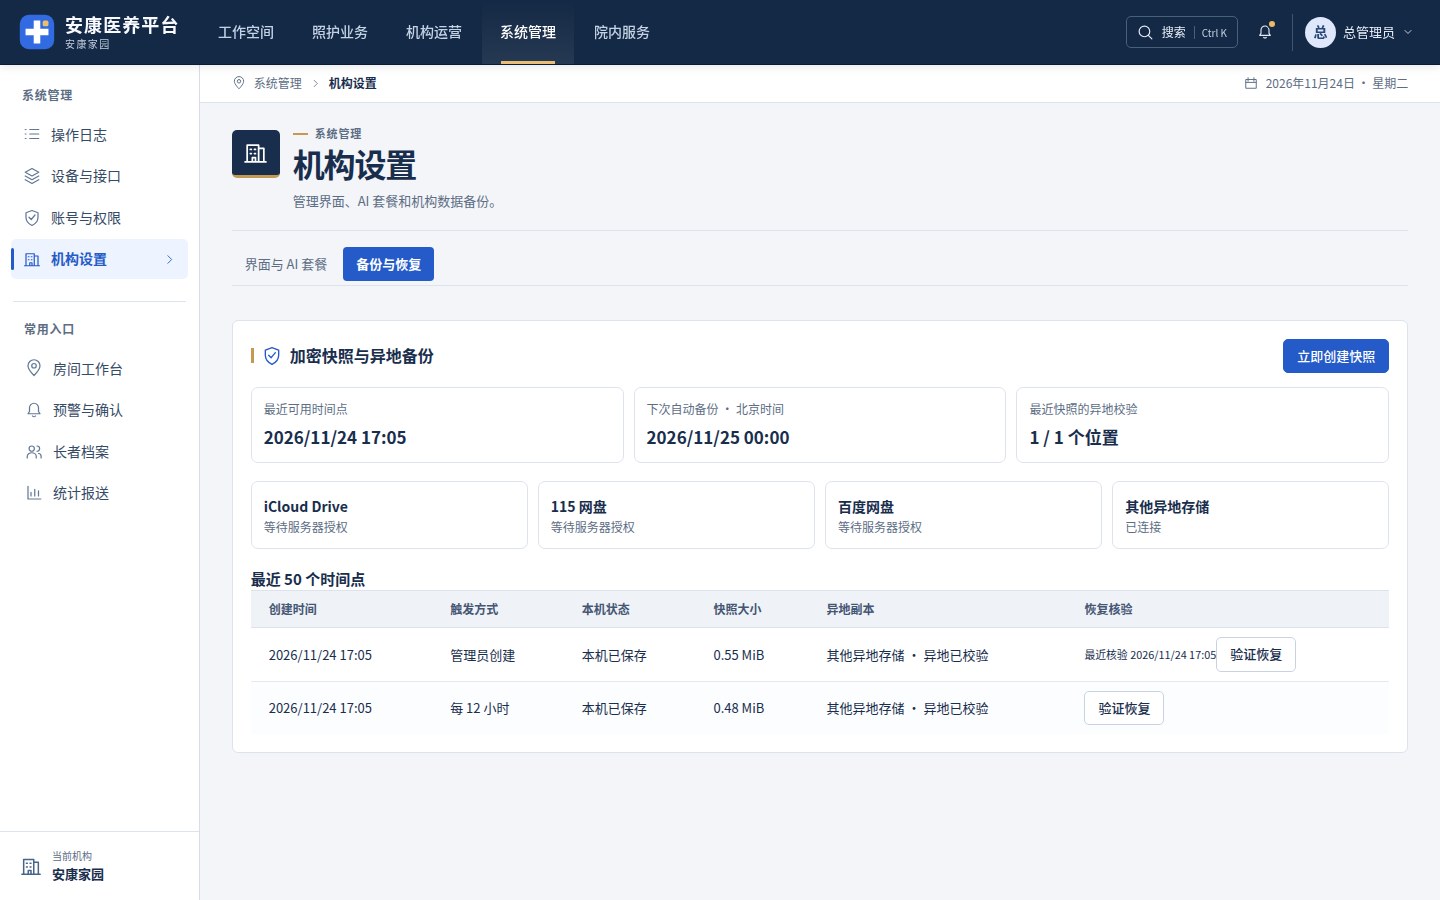 安康医养平台
安康家园
工作空间
照护业务
机构运营
系统管理
院内服务
搜索
Ctrl K
总
总管理员
系统管理
操作日志
设备与接口
账号与权限
机构设置
常用入口
房间工作台
预警与确认
长者档案
统计报送
当前机构
安康家园
系统管理
机构设置
2026年11月24日 · 星期二
系统管理
机构设置
管理界面、AI 套餐和机构数据备份。
界面与 AI 套餐
备份与恢复
加密快照与异地备份
立即创建快照
最近可用时间点
2026/11/24 17:05
下次自动备份 · 北京时间
2026/11/25 00:00
最近快照的异地校验
1 / 1 个位置
iCloud Drive
等待服务器授权
115 网盘
等待服务器授权
百度网盘
等待服务器授权
其他异地存储
已连接
最近 50 个时间点
创建时间 触发方式 本机状态 快照大小 异地副本 恢复核验
2026/11/24 17:05 管理员创建 本机已保存 0.55 MiB 其他异地存储 · 异地已校验 最近核验 2026/11/24 17:05 验证恢复
2026/11/24 17:05 每 12 小时 本机已保存 0.48 MiB 其他异地存储 · 异地已校验 验证恢复